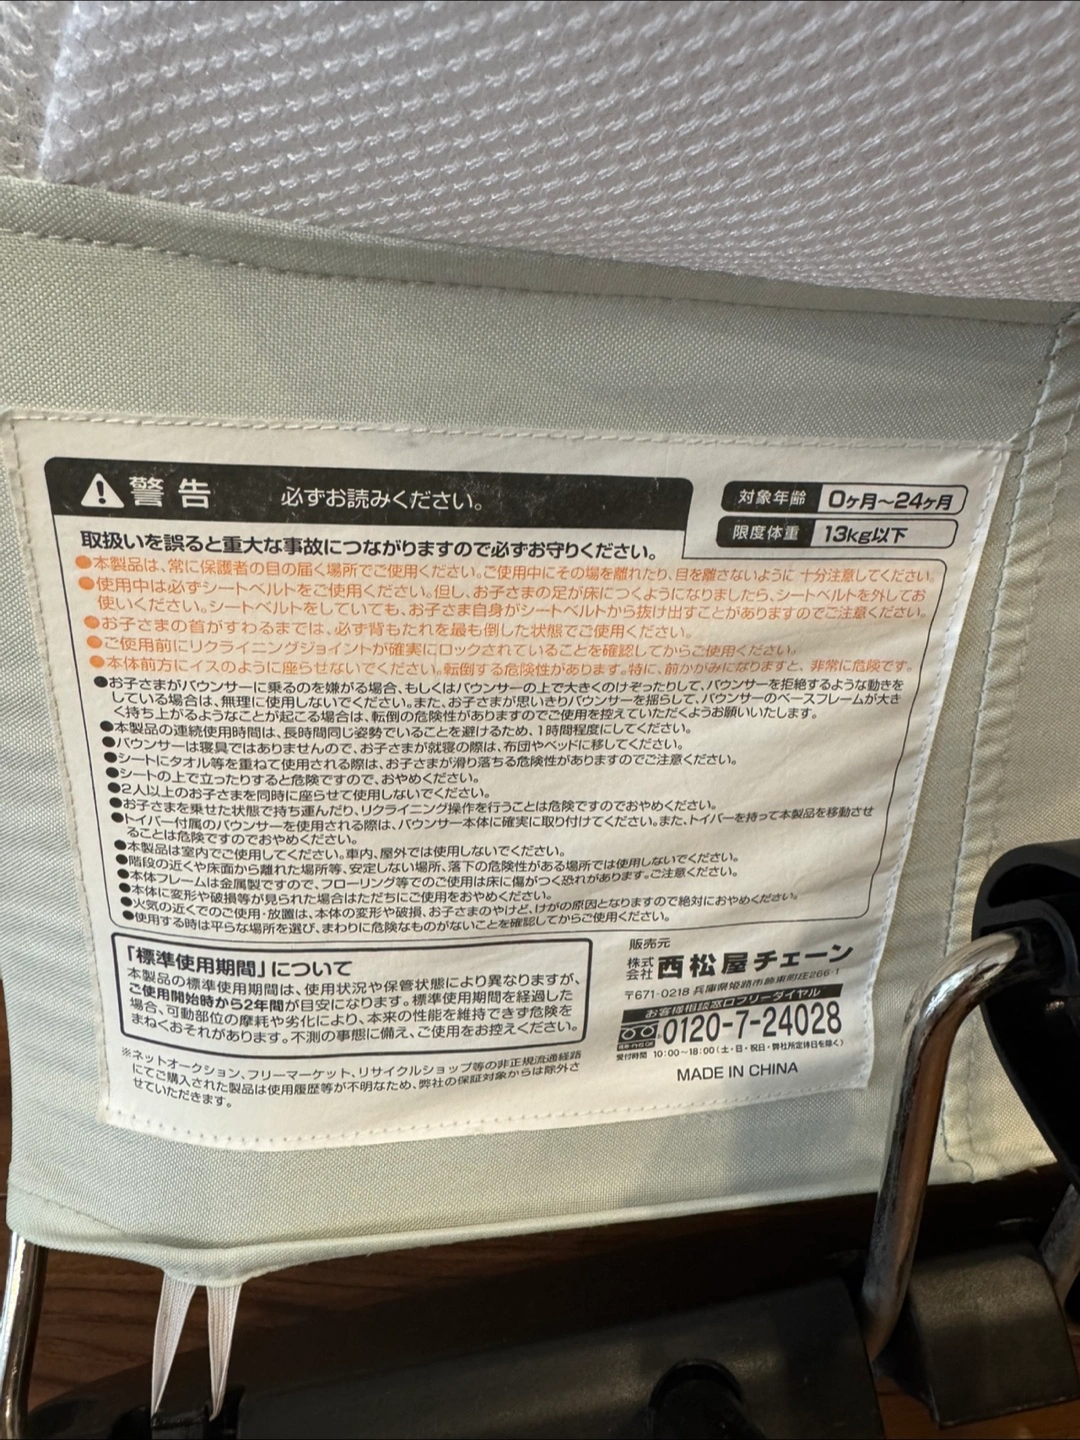 警告 必ずお読みください。
対象年齢 0ヶ月〜24ヶ月
限度体重 13kg以下
取扱いを誤ると重大な事故につながりますので必ずお守りください。
●本製品は、常に保護者の目の届く場所でご使用ください。ご使用中にその場を離れたり、目を離さないように十分注意してください。
●使用中は必ずシートベルトをご使用ください。但し、お子さまの足が床につくようになりましたら、シートベルトを外してお
使いください。シートベルトをしていても、お子さま自身がシートベルトから抜け出すことがありますのでご注意ください。
●お子さまの首がすわるまでは、必ず背もたれを最も倒した状態でご使用ください。
●ご使用前にリクライニングジョイントが確実にロックされていることを確認してからご使用ください。
●本体前方にイスのように座らせないでください。転倒する危険性があります。特に、前かがみになりますと、非常に危険です。
●お子さまがバウンサーに乗るのを嫌がる場合、もしくはバウンサーの上で大きくのけぞったりして、バウンサーを拒絶するような動きを
している場合は、無理に使用しないでください。また、お子さまが思いきりバウンサーを揺らして、バウンサーのベースフレームが大き
く持ち上がるようなことが起こる場合は、転倒の危険性がありますのでご使用を控えていただくようお願いいたします。
●本製品の連続使用時間は、長時間同じ姿勢でいることを避けるため、1時間程度にしてください。
●バウンサーは寝具ではありませんので、お子さまが就寝の際は、布団やベッドに移してください。
●シートにタオル等を重ねて使用される際は、お子さまが滑り落ちる危険性がありますのでご注意ください。
●シートの上で立ったりすると危険ですので、おやめください。
●2人以上のお子さまを同時に座らせて使用しないでください。
●お子さまを乗せた状態で持ち運んだり、リクライニング操作を行うことは危険ですのでおやめください。
●トイバー付属のバウンサーを使用される際は、バウンサー本体に確実に取り付けてください。また、トイバーを持って本製品を移動させ
ることは危険ですのでおやめください。
●本製品は室内でご使用してください。車内、屋外では使用しないでください。
●階段の近くや床面から離れた場所等、安定しない場所、落下の危険性がある場所では使用しないでください。
●本体フレームは金属製ですので、フローリング等でのご使用は床に傷がつく恐れがあります。ご注意ください。
●本体に変形や破損等が見られた場合はただちにご使用をおやめください。
●火気の近くでのご使用・放置は、本体の変形や破損、お子さまのやけど、けがの原因となりますので絶対におやめください。
●使用する時は平らな場所を選び、まわりに危険なものがないことを確認してからご使用ください。
「標準使用期間」について
本製品の標準使用期間は、使用状況や保管状態により異なりますが、
ご使用開始時から2年間が目安になります。標準使用期間を経過した
場合、可動部位の摩耗や劣化により、本来の性能を維持できず危険を
まねくおそれがあります。不測の事態に備え、ご使用をお控えください。
※ネットオークション、フリーマーケット、リサイクルショップ等の非正規流通経路
にてご購入された製品は使用履歴等が不明なため、弊社の保証対象からは除外さ
せていただきます。
販売元
株式会社 西松屋チェーン
〒671-0218 兵庫県姫路市飾東町庄266-1
お客様相談窓口フリーダイヤル
0120-7-24028
受付時間 10:00〜18:00(土・日・祝日・弊社所定休日を除く)
MADE IN CHINA